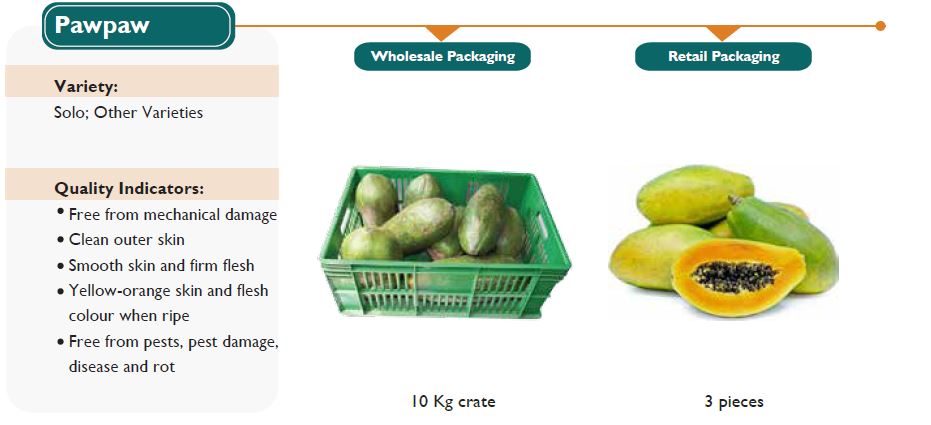 Pawpaw
Wholesale Packaging
Retail Packaging
Variety:
Solo; Other Varieties
Quality Indicators:
• Free from mechanical damage
• Clean outer skin
• Smooth skin and firm flesh
• Yellow-orange skin and flesh
colour when ripe
• Free from pests, pest damage,
disease and rot
10 Kg crate
3 pieces